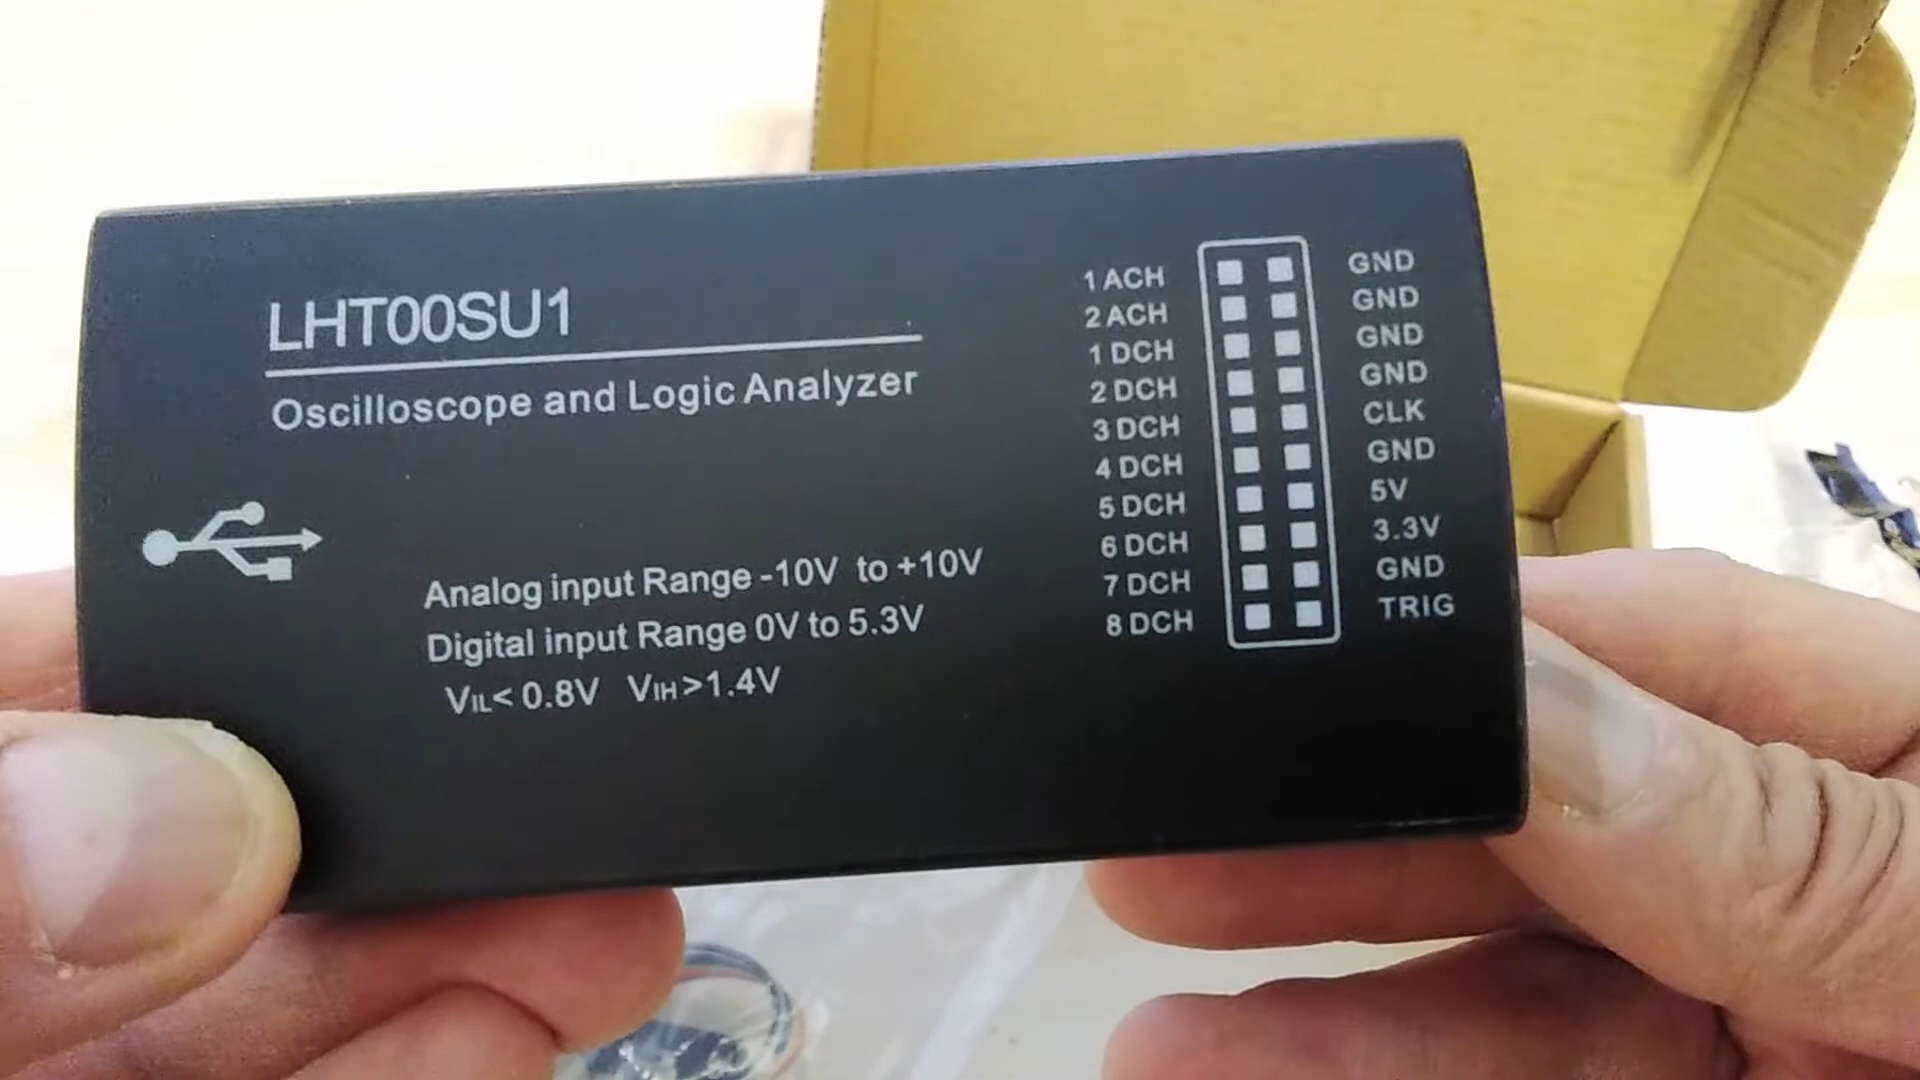 LHT00SU1
Oscilloscope and Logic Analyzer
Analog input Range -10V to +10V
Digital input Range 0V to 5.3V
VIL< 0.8V VIH>1.4V
1 ACH GND
2 ACH GND
1 DCH GND
2 DCH GND
3 DCH CLK
4 DCH GND
5 DCH 5V
6 DCH 3.3V
7 DCH GND
8 DCH TRIG